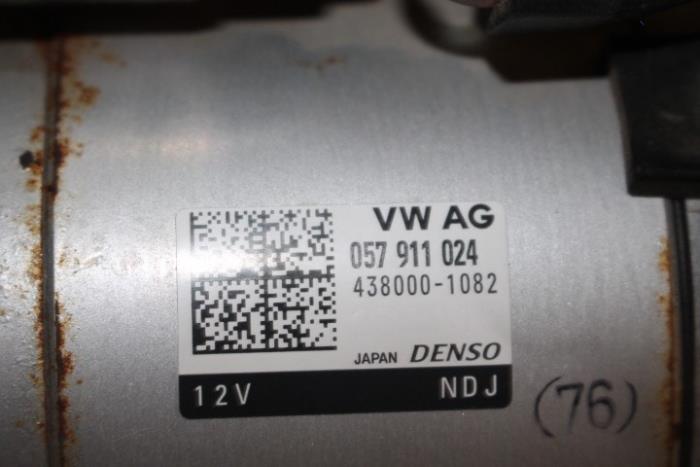 VW AG
057 911 024
438000-1082
JAPAN DENSO
12V NDJ
(76)